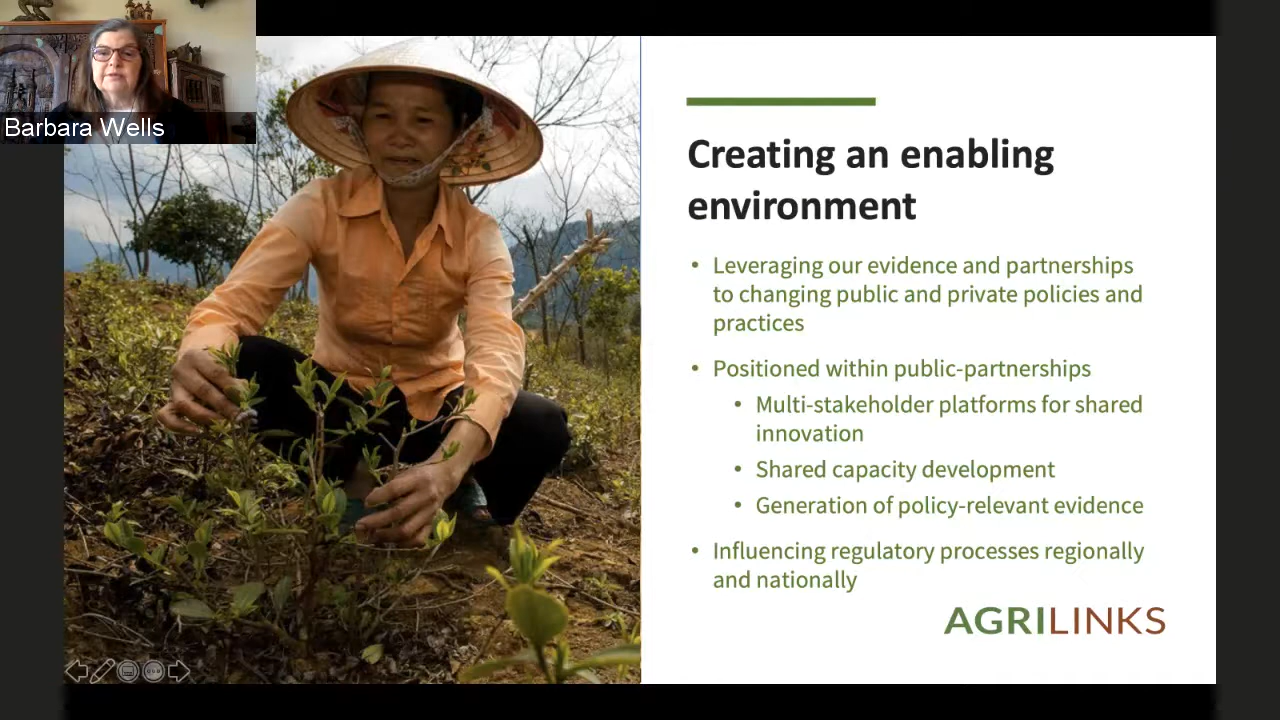 Barbara Wells
Creating an enabling
environment
• Leveraging our evidence and partnerships
to changing public and private policies and
practices
• Positioned within public-partnerships
• Multi-stakeholder platforms for shared
innovation
• Shared capacity development
• Generation of policy-relevant evidence
• Influencing regulatory processes regionally
and nationally
AGRILINKS